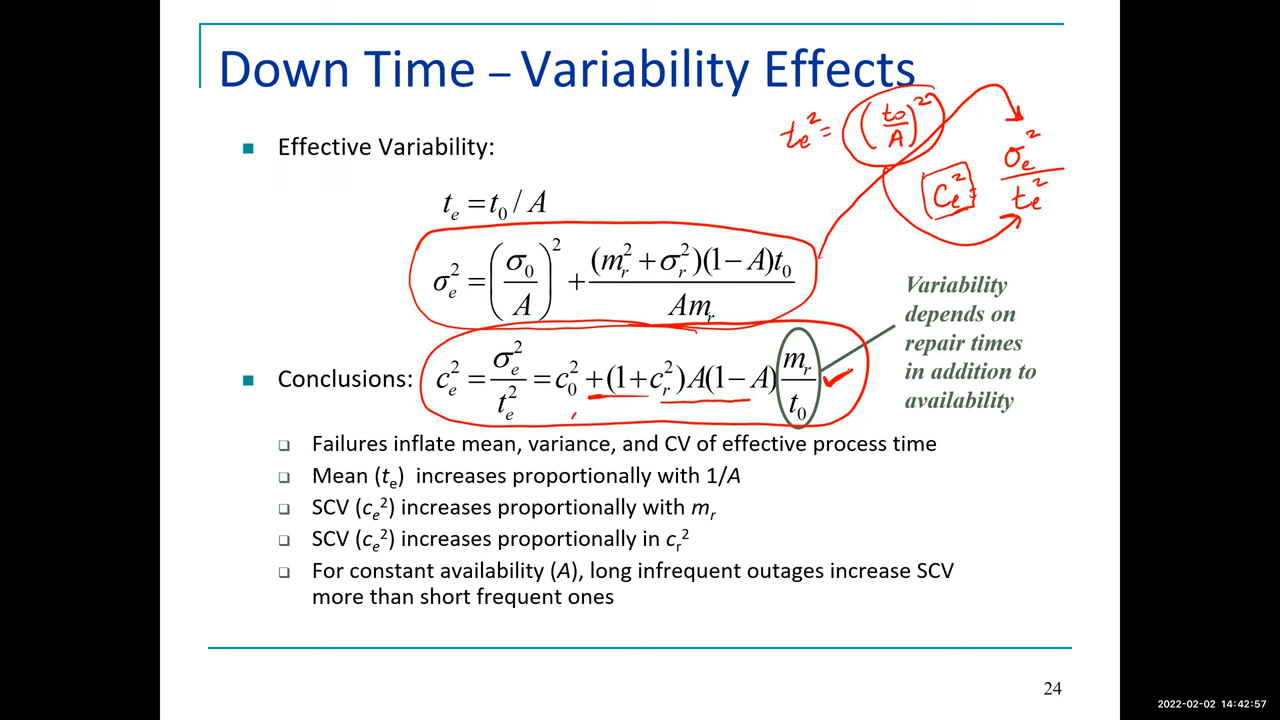 Down Time – Variability Effects
tₑ² = (t₀/A)²
cₑ² = σₑ²/tₑ²
■ Effective Variability:
tₑ = t₀ / A
σₑ² = (σ₀/A)² + (mᵣ² + σᵣ²)(1 − A)t₀ / Amᵣ
Variability
depends on
repair times
in addition to
availability
■ Conclusions: cₑ² = σₑ²/tₑ² = c₀² + (1 + cᵣ²)A(1 − A) mᵣ/t₀
❑ Failures inflate mean, variance, and CV of effective process time
❑ Mean (tₑ) increases proportionally with 1/A
❑ SCV (cₑ²) increases proportionally with mᵣ
❑ SCV (cₑ²) increases proportionally in cᵣ²
❑ For constant availability (A), long infrequent outages increase SCV
more than short frequent ones
24
2022-02-02 14:42:57